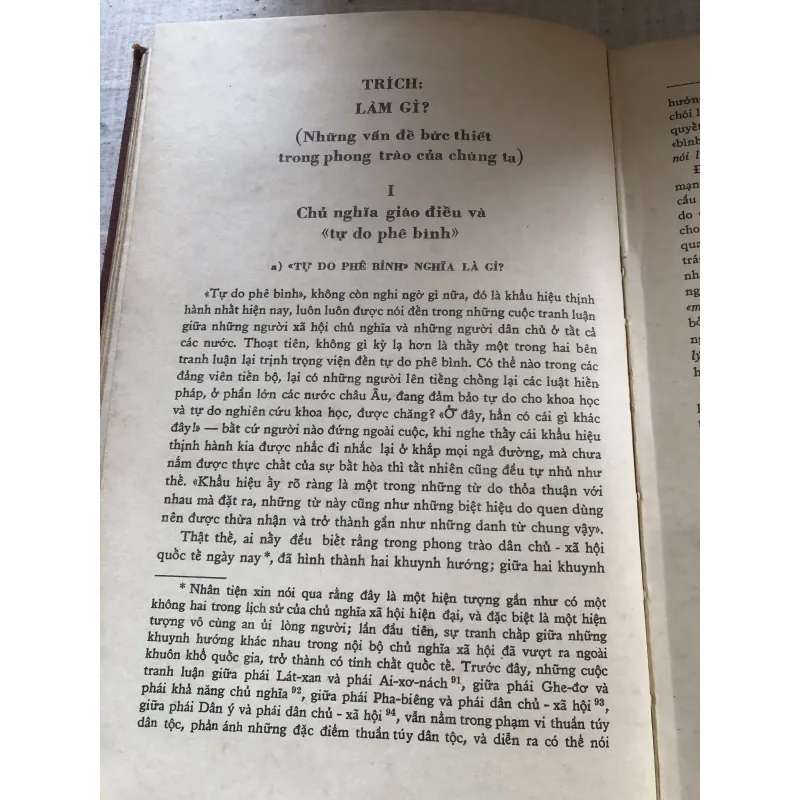 TRÍCH:
LÀM GÌ?
(Những vấn đề bức thiết
trong phong trào của chúng ta)
I
Chủ nghĩa giáo điều và
«tự do phê bình»
a) «TỰ DO PHÊ BÌNH» NGHĨA LÀ GÌ?
«Tự do phê bình», không còn nghi ngờ gì nữa, đó là khẩu hiệu thịnh
hành nhất hiện nay, luôn luôn được nói đến trong những cuộc tranh luận
giữa những người xã hội chủ nghĩa và những người dân chủ ở tất cả
các nước. Thoạt tiên, không gì kỳ lạ hơn là thấy một trong hai bên
tranh luận lại trịnh trọng viện đến tự do phê bình. Có thể nào trong các
đảng viên tiến bộ, lại có những người lên tiếng chống lại các luật hiến
pháp, ở phần lớn các nước châu Âu, đang đảm bảo tự do cho khoa học
và tự do nghiên cứu khoa học, được chăng? «Ở đây, hẳn có cái gì khác
đây!» — bất cứ người nào đứng ngoài cuộc, khi nghe thấy cái khẩu hiệu
thịnh hành kia được nhắc đi nhắc lại ở khắp mọi ngả đường, mà chưa
nắm được thực chất của sự bất hòa thì tất nhiên cũng đều tự nhủ như
thế. «Khẩu hiệu ấy rõ ràng là một trong những từ do thỏa thuận với
nhau mà đặt ra, những từ này cũng như những biệt hiệu do quen dùng
nên được thừa nhận và trở thành gần như những danh từ chung vậy».
Thật thế, ai nấy đều biết rằng trong phong trào dân chủ - xã hội
quốc tế ngày nay *, đã hình thành hai khuynh hướng; giữa hai khuynh
* Nhân tiện xin nói qua rằng đây là một hiện tượng gần như có một
không hai trong lịch sử của chủ nghĩa xã hội hiện đại, và đặc biệt là một hiện
tượng vô cùng an ủi lòng người; lần đầu tiên, sự tranh chấp giữa những
khuynh hướng khác nhau trong nội bộ chủ nghĩa xã hội đã vượt ra ngoài
khuôn khổ quốc gia, trở thành có tính chất quốc tế. Trước đây, những cuộc
tranh luận giữa phái Lát-xan và phái Ai-xơ-nách 91, giữa phái Ghe-đơ và
phái khả năng chủ nghĩa 92, giữa phái Pha-biêng và phái dân chủ - xã hội 93,
giữa phái Dân ý và phái dân chủ - xã hội 94, vẫn nằm trong phạm vi thuần túy
dân tộc, phản ánh những đặc điểm thuần túy dân tộc, và diễn ra có thể nói
hướn
chói l
quyề
«bình
nói l
Đ
mạn
cầu
do
cho
qua
trá
nh
ng
«m
bỏ
ng
lý
h